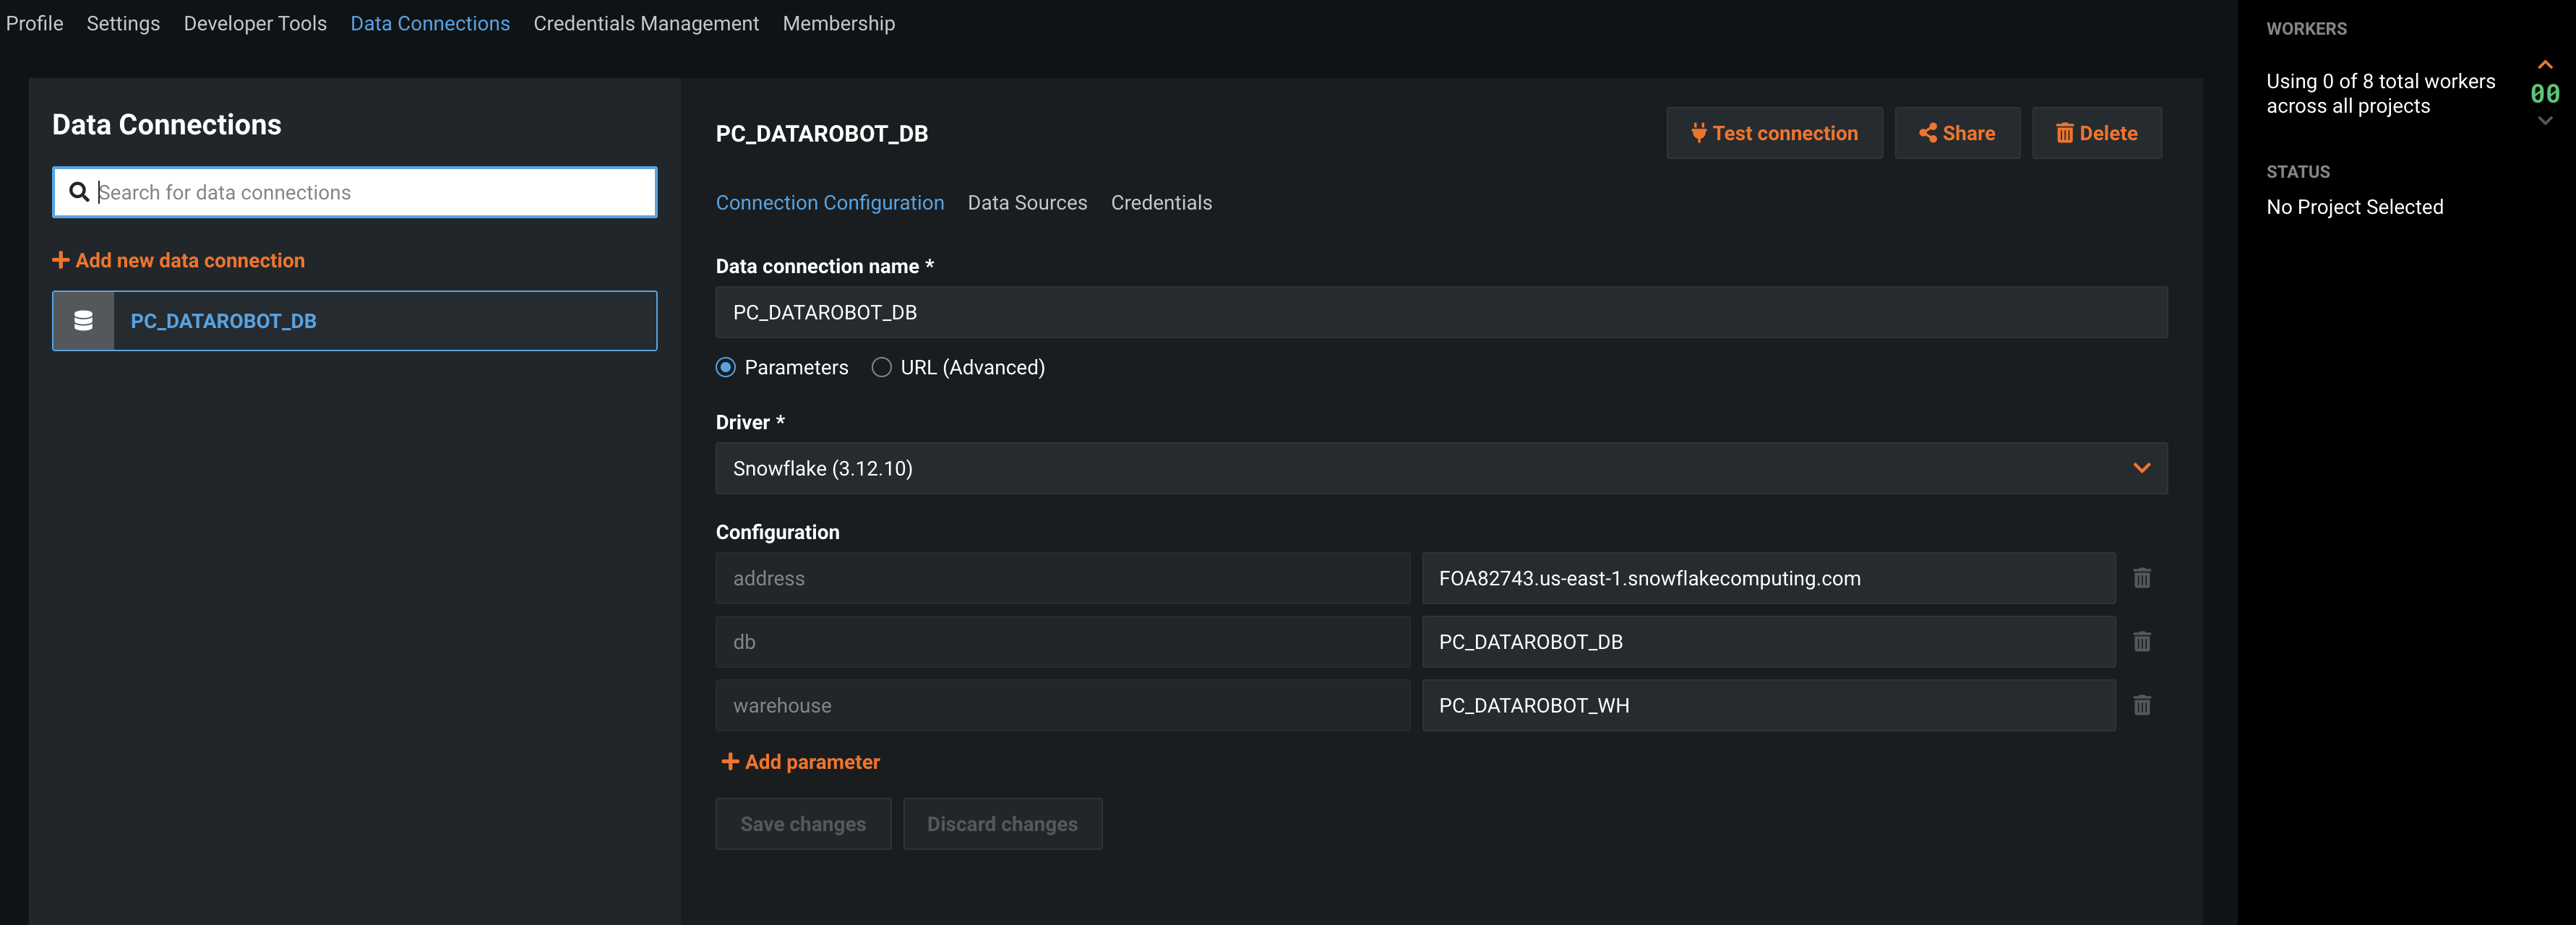 Profile Settings Developer Tools Data Connections Credentials Management Membership
Data Connections
Search for data connections
Add new data connection
PC_DATAROBOT_DB
PC_DATAROBOT_DB
Test connection Share Delete
Connection Configuration Data Sources Credentials
Data connection name *
PC_DATAROBOT_DB
Parameters URL (Advanced)
Driver *
Snowflake (3.12.10)
Configuration
address FOA82743.us-east-1.snowflakecomputing.com
db PC_DATAROBOT_DB
warehouse PC_DATAROBOT_WH
Add parameter
Save changes Discard changes
WORKERS
Using 0 of 8 total workers
across all projects
00
STATUS
No Project Selected